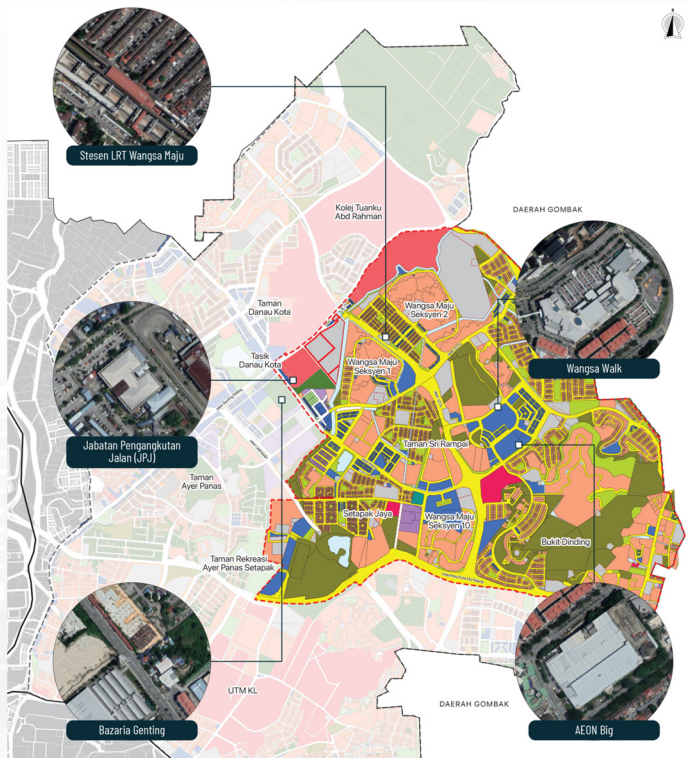 N
Stesen LRT Wangsa Maju
Kolej Tuanku
Abd Rahman
DAERAH GOMBAK
Taman
Danau Kota
Wangsa Maju
Seksyen 2
Tasik
Danau Kota
Wangsa Maju
Seksyen 1
Wangsa Walk
Jabatan Pengangkutan
Jalan (JPJ)
Taman Sri Rampai
Taman
Ayer Panas
Setapak Jaya
Wangsa Maju
Seksyen 10
Bukit Dinding
Taman Rekreasi
Ayer Panas Setapak
UTM KL
DAERAH GOMBAK
Bazaria Genting
AEON Big